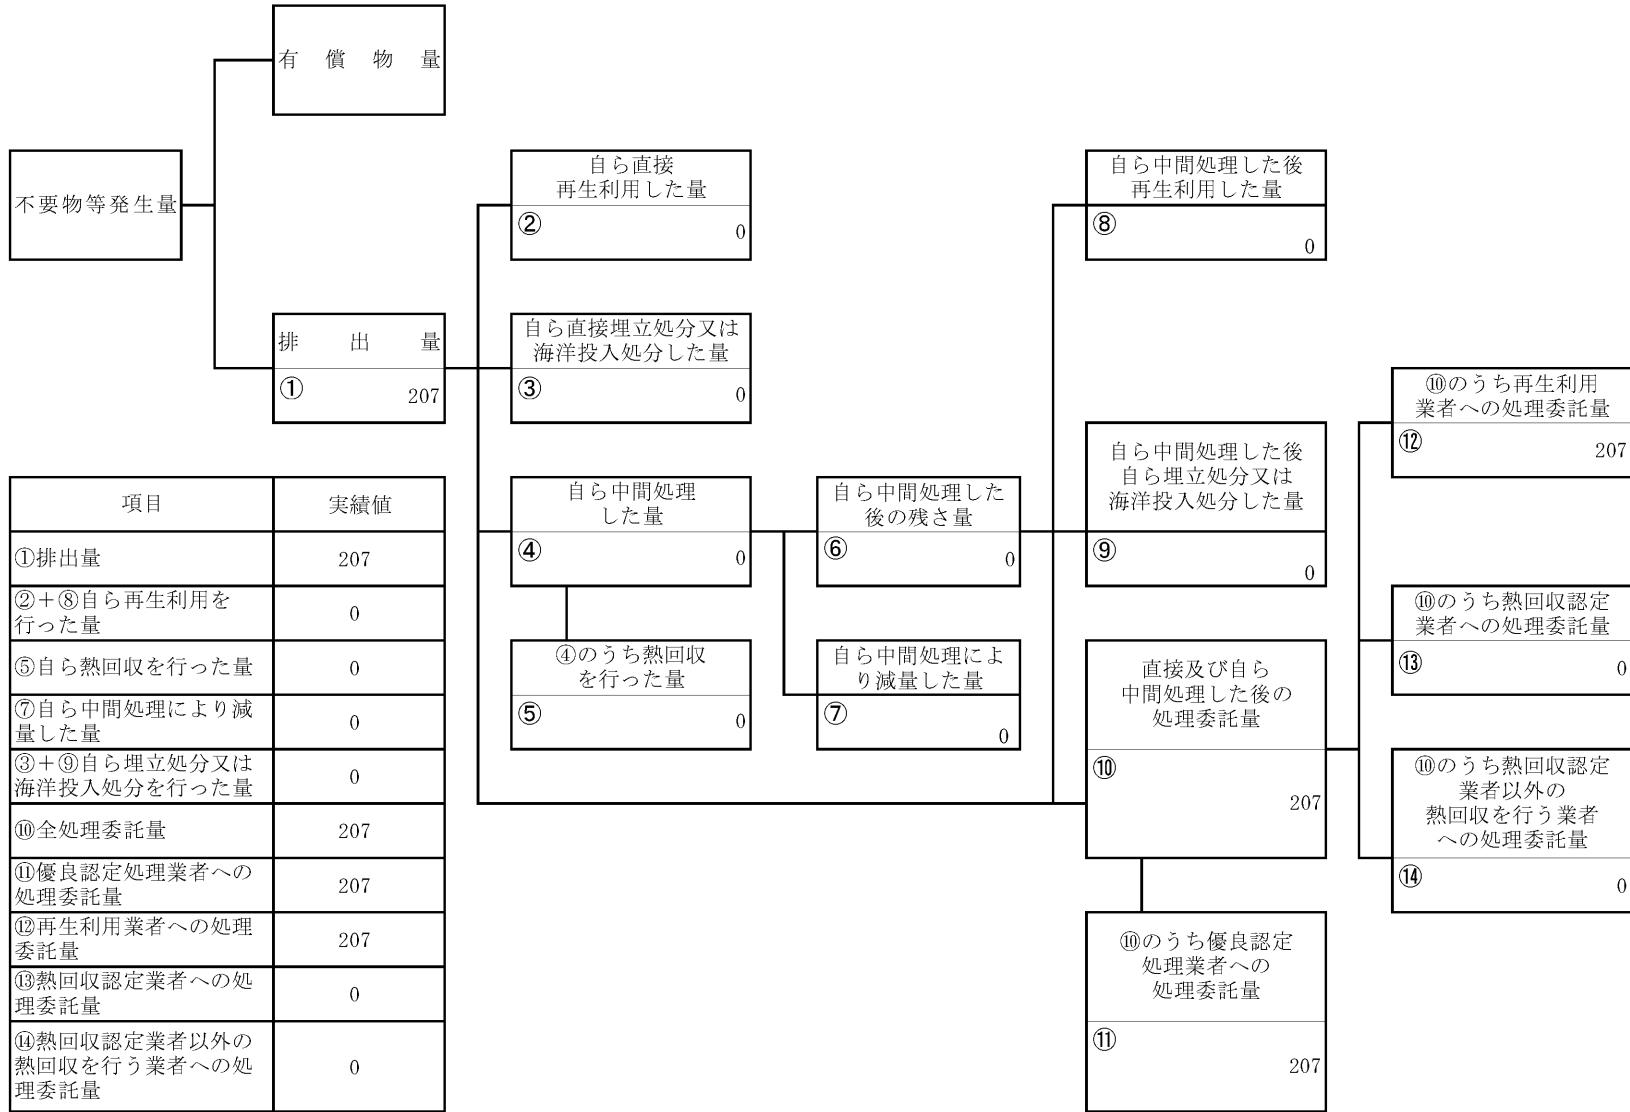 有償物量
不要物等発生量
排出量
①
207
自ら直接
再生利用した量
②
0
自ら直接埋立処分又は
海洋投入処分した量
③
0
自ら中間処理
した量
④
0
④のうち熱回収
を行った量
⑤
0
自ら中間処理した
後の残さ量
⑥
0
自ら中間処理によ
り減量した量
⑦
0
自ら中間処理した後
再生利用した量
⑧
0
自ら中間処理した後
自ら埋立処分又は
海洋投入処分した量
⑨
0
直接及び自ら
中間処理した後の
処理委託量
⑩
207
⑩のうち優良認定
処理業者への
処理委託量
⑪
207
⑩のうち再生利用
業者への処理委託量
⑫
207
⑩のうち熱回収認定
業者への処理委託量
⑬
0
⑩のうち熱回収認定
業者以外の
熱回収を行う業者
への処理委託量
⑭
0
項目 実績値
①排出量 207
②＋⑧自ら再生利用を
行った量
0
⑤自ら熱回収を行った量 0
⑦自ら中間処理により減
量した量
0
③＋⑨自ら埋立処分又は
海洋投入処分を行った量
0
⑩全処理委託量 207
⑪優良認定処理業者への
処理委託量
207
⑫再生利用業者への処理
委託量
207
⑬熱回収認定業者への処
理委託量
0
⑭熱回収認定業者以外の
熱回収を行う業者への処
理委託量
0